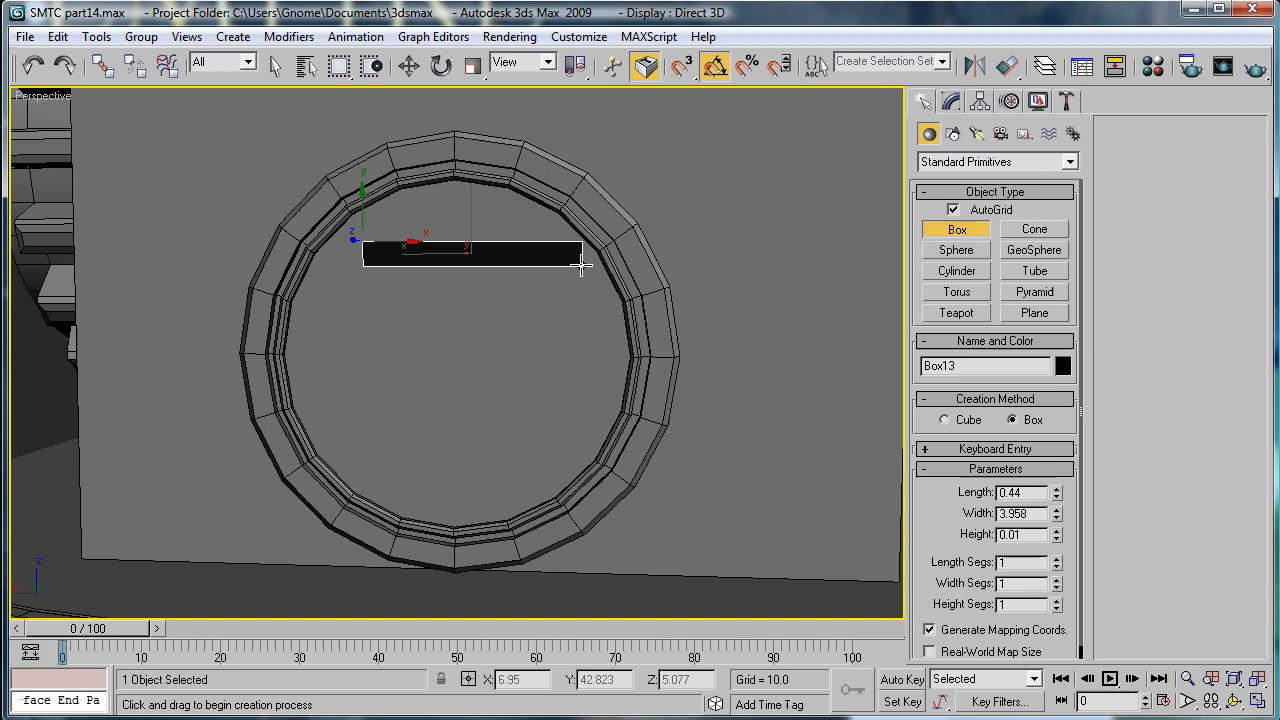 SMTC part14.max - Project Folder: C:\Users\Gnome\Documents\3dsmax - Autodesk 3ds Max 2009 - Display : Direct 3D
File Edit Tools Group Views Create Modifiers Animation Graph Editors Rendering Customize MAXScript Help
All View 3 % Create Selection Set
Perspective
Standard Primitives
- Object Type
AutoGrid
Box Cone
Sphere GeoSphere
Cylinder Tube
Torus Pyramid
Teapot Plane
- Name and Color
Box13
- Creation Method
Cube Box
+ Keyboard Entry
- Parameters
Length: 0.44
Width: 3.958
Height: 0.01
Length Segs: 1
Width Segs: 1
Height Segs: 1
Generate Mapping Coords.
Real-World Map Size
y
z x
x y
z
x
< 0 / 100 >
0 10 20 30 40 50 60 70 80 90 100
1 Object Selected X: 6.95 Y: 42.823 Z: 5.077 Grid = 10.0 Auto Key Selected
face End Pa Click and drag to begin creation process Add Time Tag Set Key Key Filters... 0